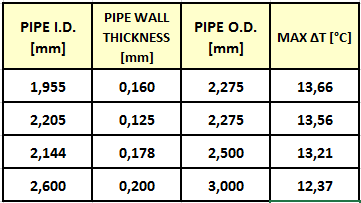 PIPE I.D. [mm] PIPE WALL THICKNESS [mm] PIPE O.D. [mm] MAX ΔT [°C]
1,955 0,160 2,275 13,66
2,205 0,125 2,275 13,56
2,144 0,178 2,500 13,21
2,600 0,200 3,000 12,37